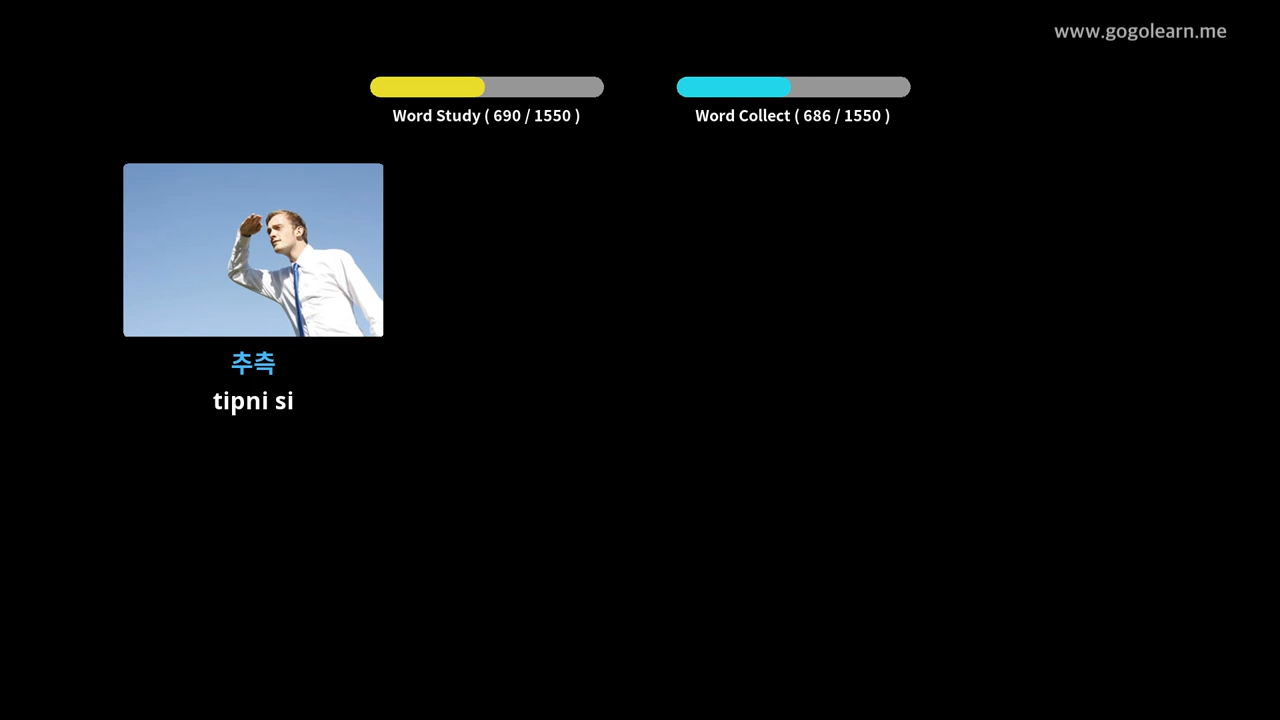 www.gogolearn.me
Word Study ( 690 / 1550 )
Word Collect ( 686 / 1550 )
추측
tipni si